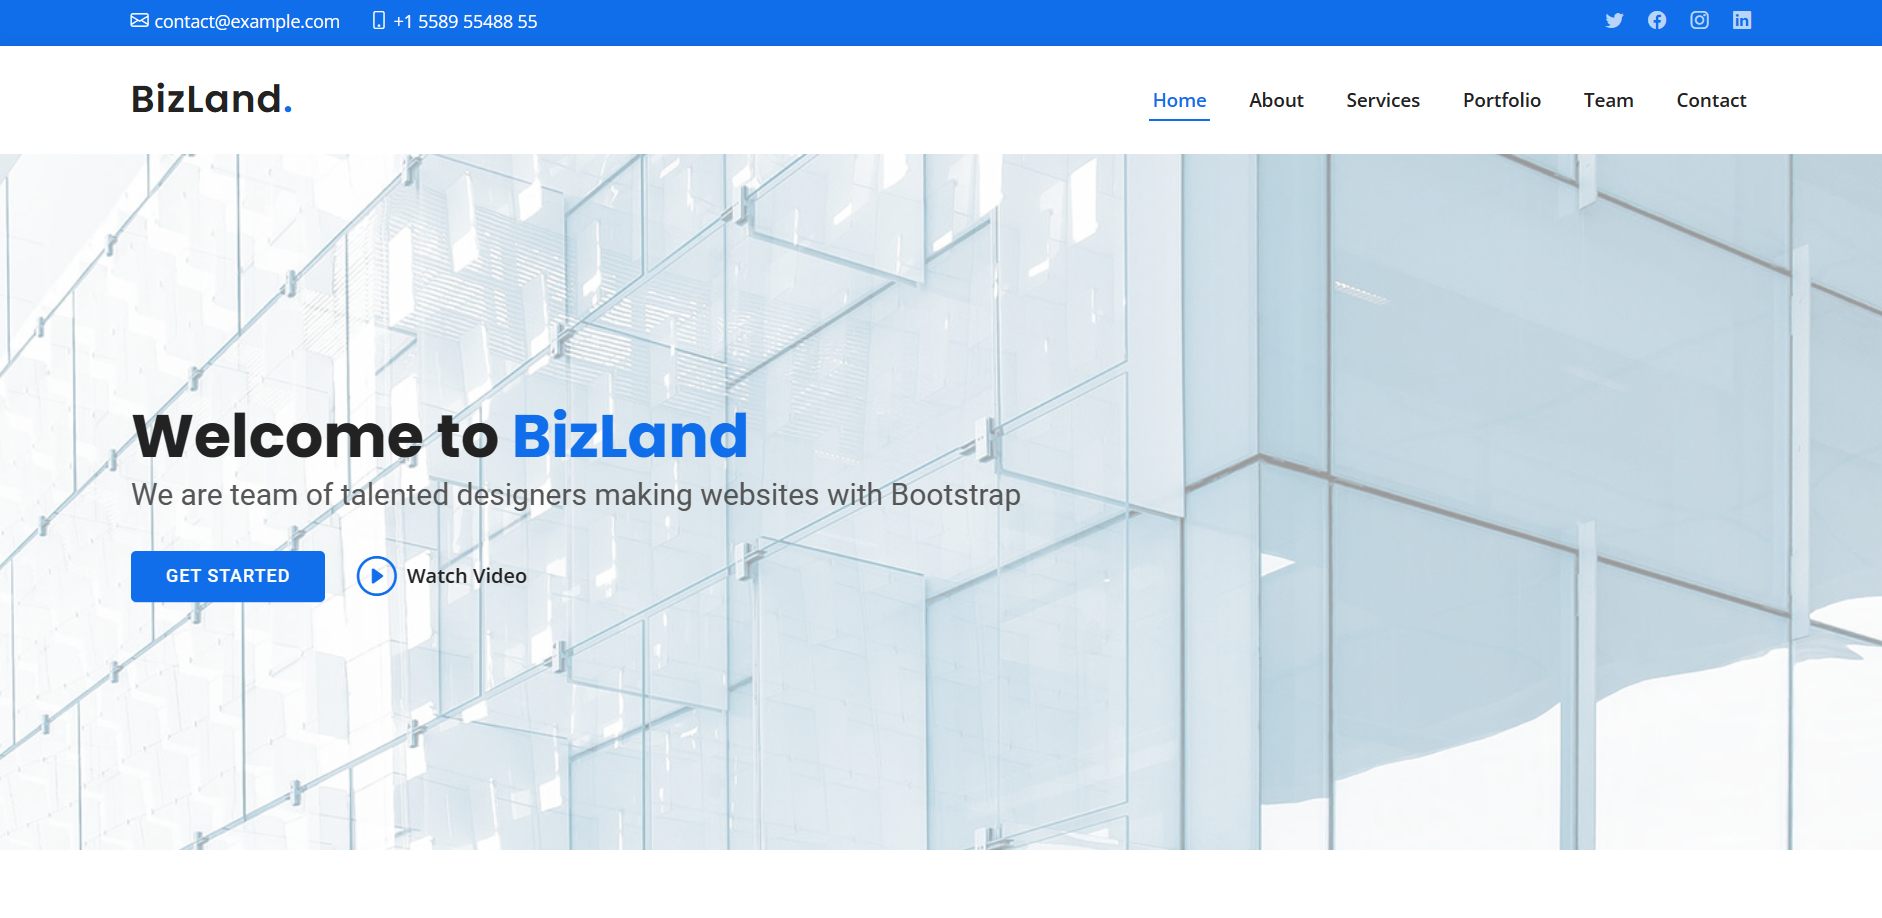 contact@example.com +1 5589 55488 55
BizLand.
Home About Services Portfolio Team Contact
Welcome to BizLand
We are team of talented designers making websites with Bootstrap
GET STARTED Watch Video